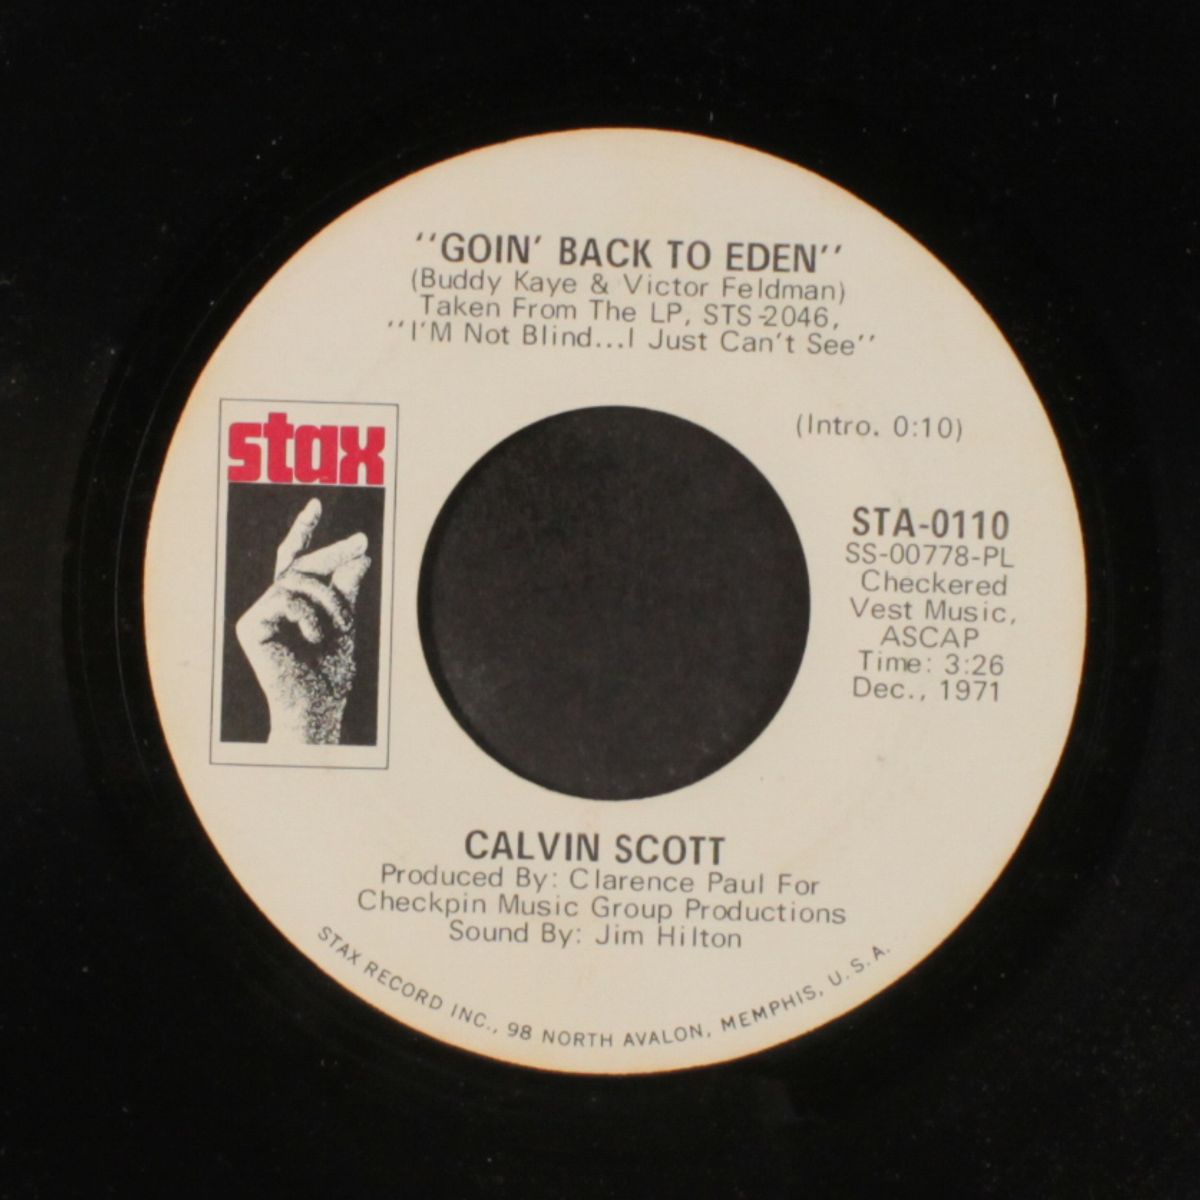 ''GOIN' BACK TO EDEN''
(Buddy Kaye & Victor Feldman)
Taken From The LP, STS-2046,
''I'M Not Blind...I Just Can't See''
stax
(Intro. 0:10)
STA-0110
SS-00778-PL
Checkered
Vest Music,
ASCAP
Time: 3:26
Dec., 1971
CALVIN SCOTT
Produced By: Clarence Paul For
Checkpin Music Group Productions
Sound By: Jim Hilton
STAX RECORD INC., 98 NORTH AVALON, MEMPHIS, U.S.A.